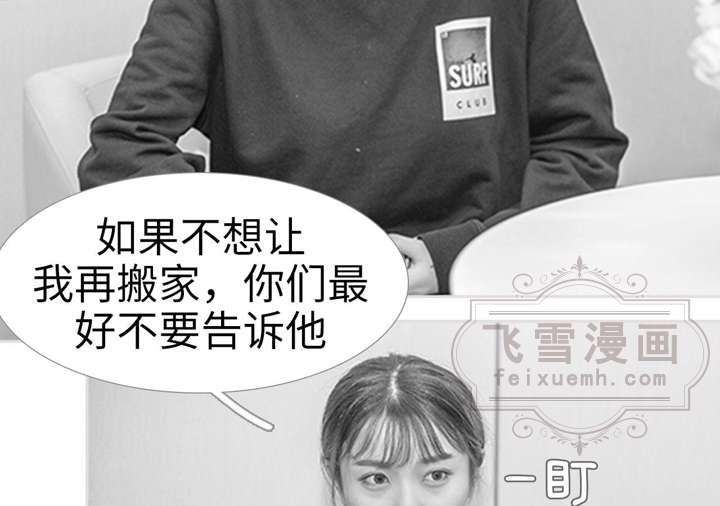 SURF
CLUB
如果不想让
我再搬家，你们最
好不要告诉他
飞雪漫画
feixuemh.com
一盯